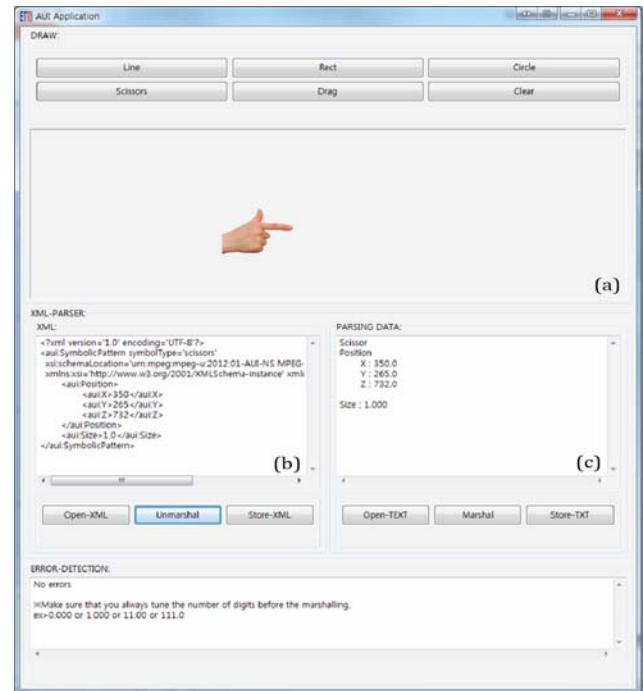 AUI Application
DRAW:
Line Rect Circle
Scissors Drag Clear
(a)
XML-PARSER:
XML:
<?xml version='1.0' encoding='UTF-8'?>
<aui:SymbolicPattern symbolType='scissors'
xsi:schemaLocation='urn:mpeg:mpeg-u:2012:01-AUI-NS MPEG-
xmlns:xsi='http://www.w3.org/2001/XMLSchema-instance' xmln
<aui:Position>
<aui:X>350</aui:X>
<aui:Y>265</aui:Y>
<aui:Z>732</aui:Z>
</aui:Position>
<aui:Size>1.0</aui:Size>
</aui:SymbolicPattern>
(b)
Open-XML Unmarshal Store-XML
PARSING DATA:
Scissor
Position
X : 350.0
Y : 265.0
Z : 732.0
Size : 1.000
(c)
Open-TEXT Marshal Store-TXT
ERROR-DETECTION:
No errors
※Make sure that you always tune the number of digits before the marshalling.
ex>0.000 or 1.000 or 11.00 or 111.0